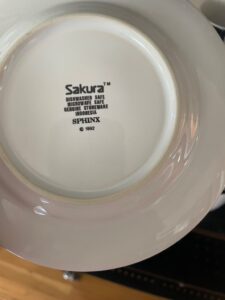 Sakura™
DISHWASHER SAFE
MICROWAVE SAFE
GENUINE STONEWARE
INDONESIA
SPHINX
© 1992